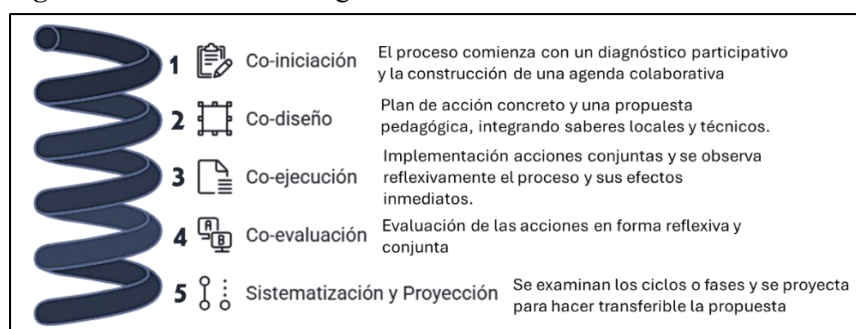 1 Co-iniciación El proceso comienza con un diagnóstico participativo
y la construcción de una agenda colaborativa
2 Co-diseño Plan de acción concreto y una propuesta
pedagógica, integrando saberes locales y técnicos.
3 Co-ejecución Implementación acciones conjuntas y se observa
reflexivamente el proceso y sus efectos
inmediatos.
4 A B Co-evaluación Evaluación de las acciones en forma reflexiva y
conjunta
5 Sistematización y Proyección Se examinan los ciclos o fases y se proyecta
para hacer transferible la propuesta